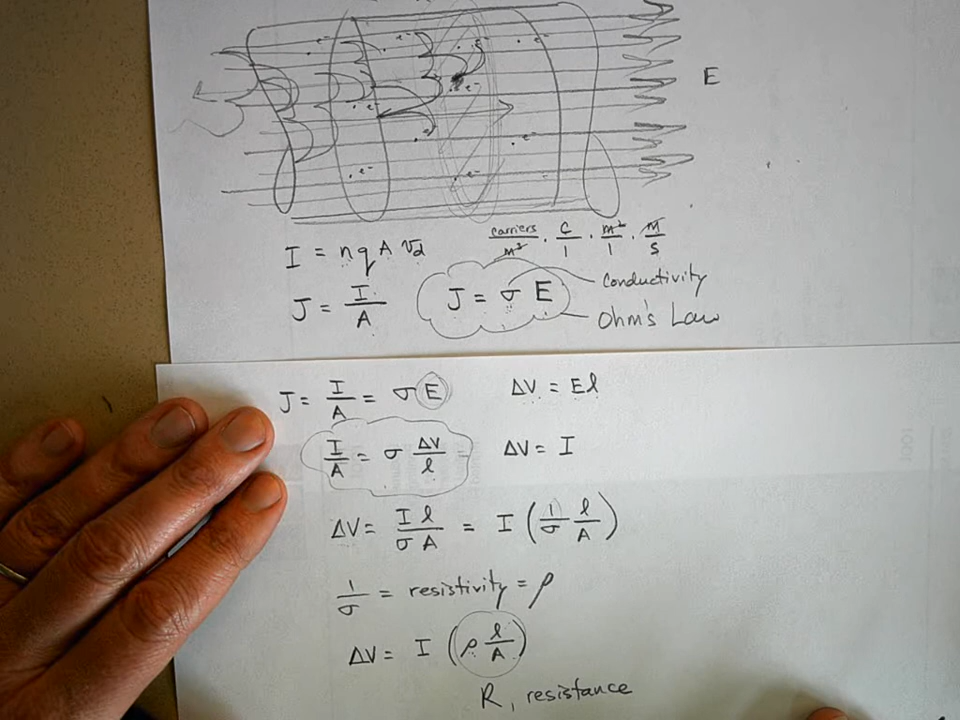 e⁻ e⁻ e⁻ e⁻
e⁻ e⁻
e⁻ e⁻
e⁻ e⁻
E
I = nqAv_d
carriers/m³ · C/1 · m²/1 · m/s
J = I/A
J = σE
conductivity
Ohm's Law
J = I/A = σE
ΔV = Eℓ
I/A = σ ΔV/ℓ
ΔV = I
ΔV = Iℓ/σA = I (1/σ ℓ/A)
1/σ = resistivity = ρ
ΔV = I (ρ ℓ/A)
R, resistance